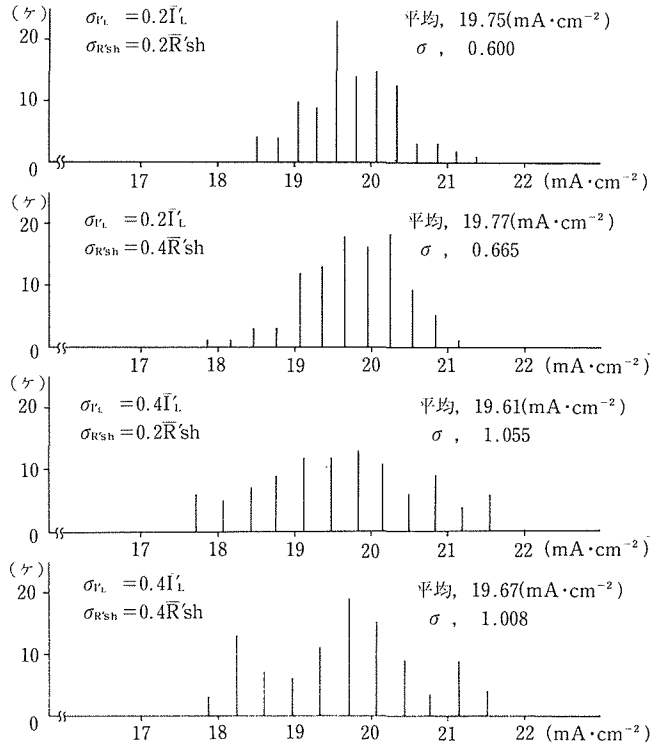 (ケ)
σI'L =0.2Ī'L
平均, 19.75(mA·cm⁻²)
20
σR'sh=0.2R̄'sh
σ , 0.600
10
0
17 18 19 20 21 22 (mA·cm⁻²)
(ケ)
σI'L =0.2Ī'L
平均, 19.77(mA·cm⁻²)
20
σR'sh=0.4R̄'sh
σ , 0.665
10
0
17 18 19 20 21 22 (mA·cm⁻²)
(ケ)
σI'L =0.4Ī'L
平均, 19.61(mA·cm⁻²)
20
σR'sh=0.2R̄'sh
σ , 1.055
10
0
17 18 19 20 21 22 (mA·cm⁻²)
(ケ)
σI'L =0.4Ī'L
平均, 19.67(mA·cm⁻²)
20
σR'sh=0.4R̄'sh
σ , 1.008
10
0
17 18 19 20 21 22 (mA·cm⁻²)